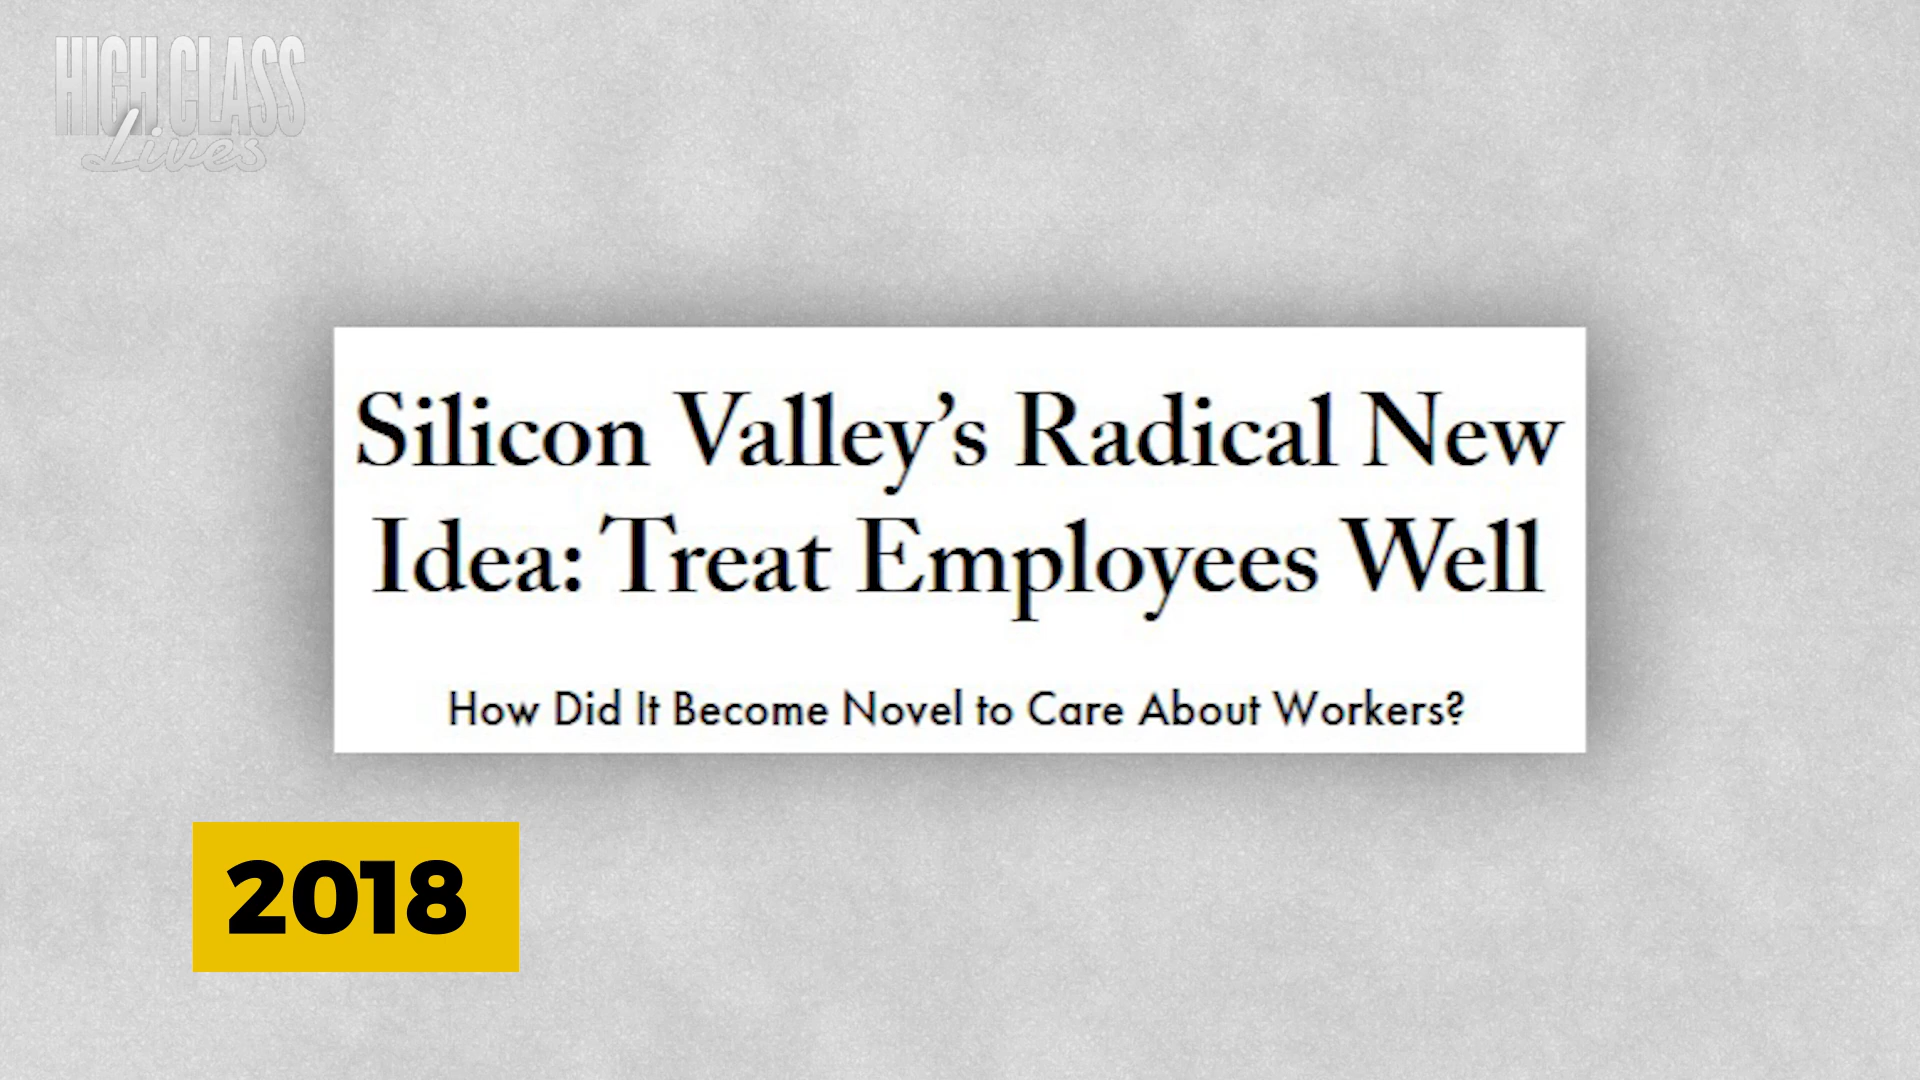 HIGH CLASS
Lives
Silicon Valley’s Radical New
Idea: Treat Employees Well
How Did It Become Novel to Care About Workers?
2018